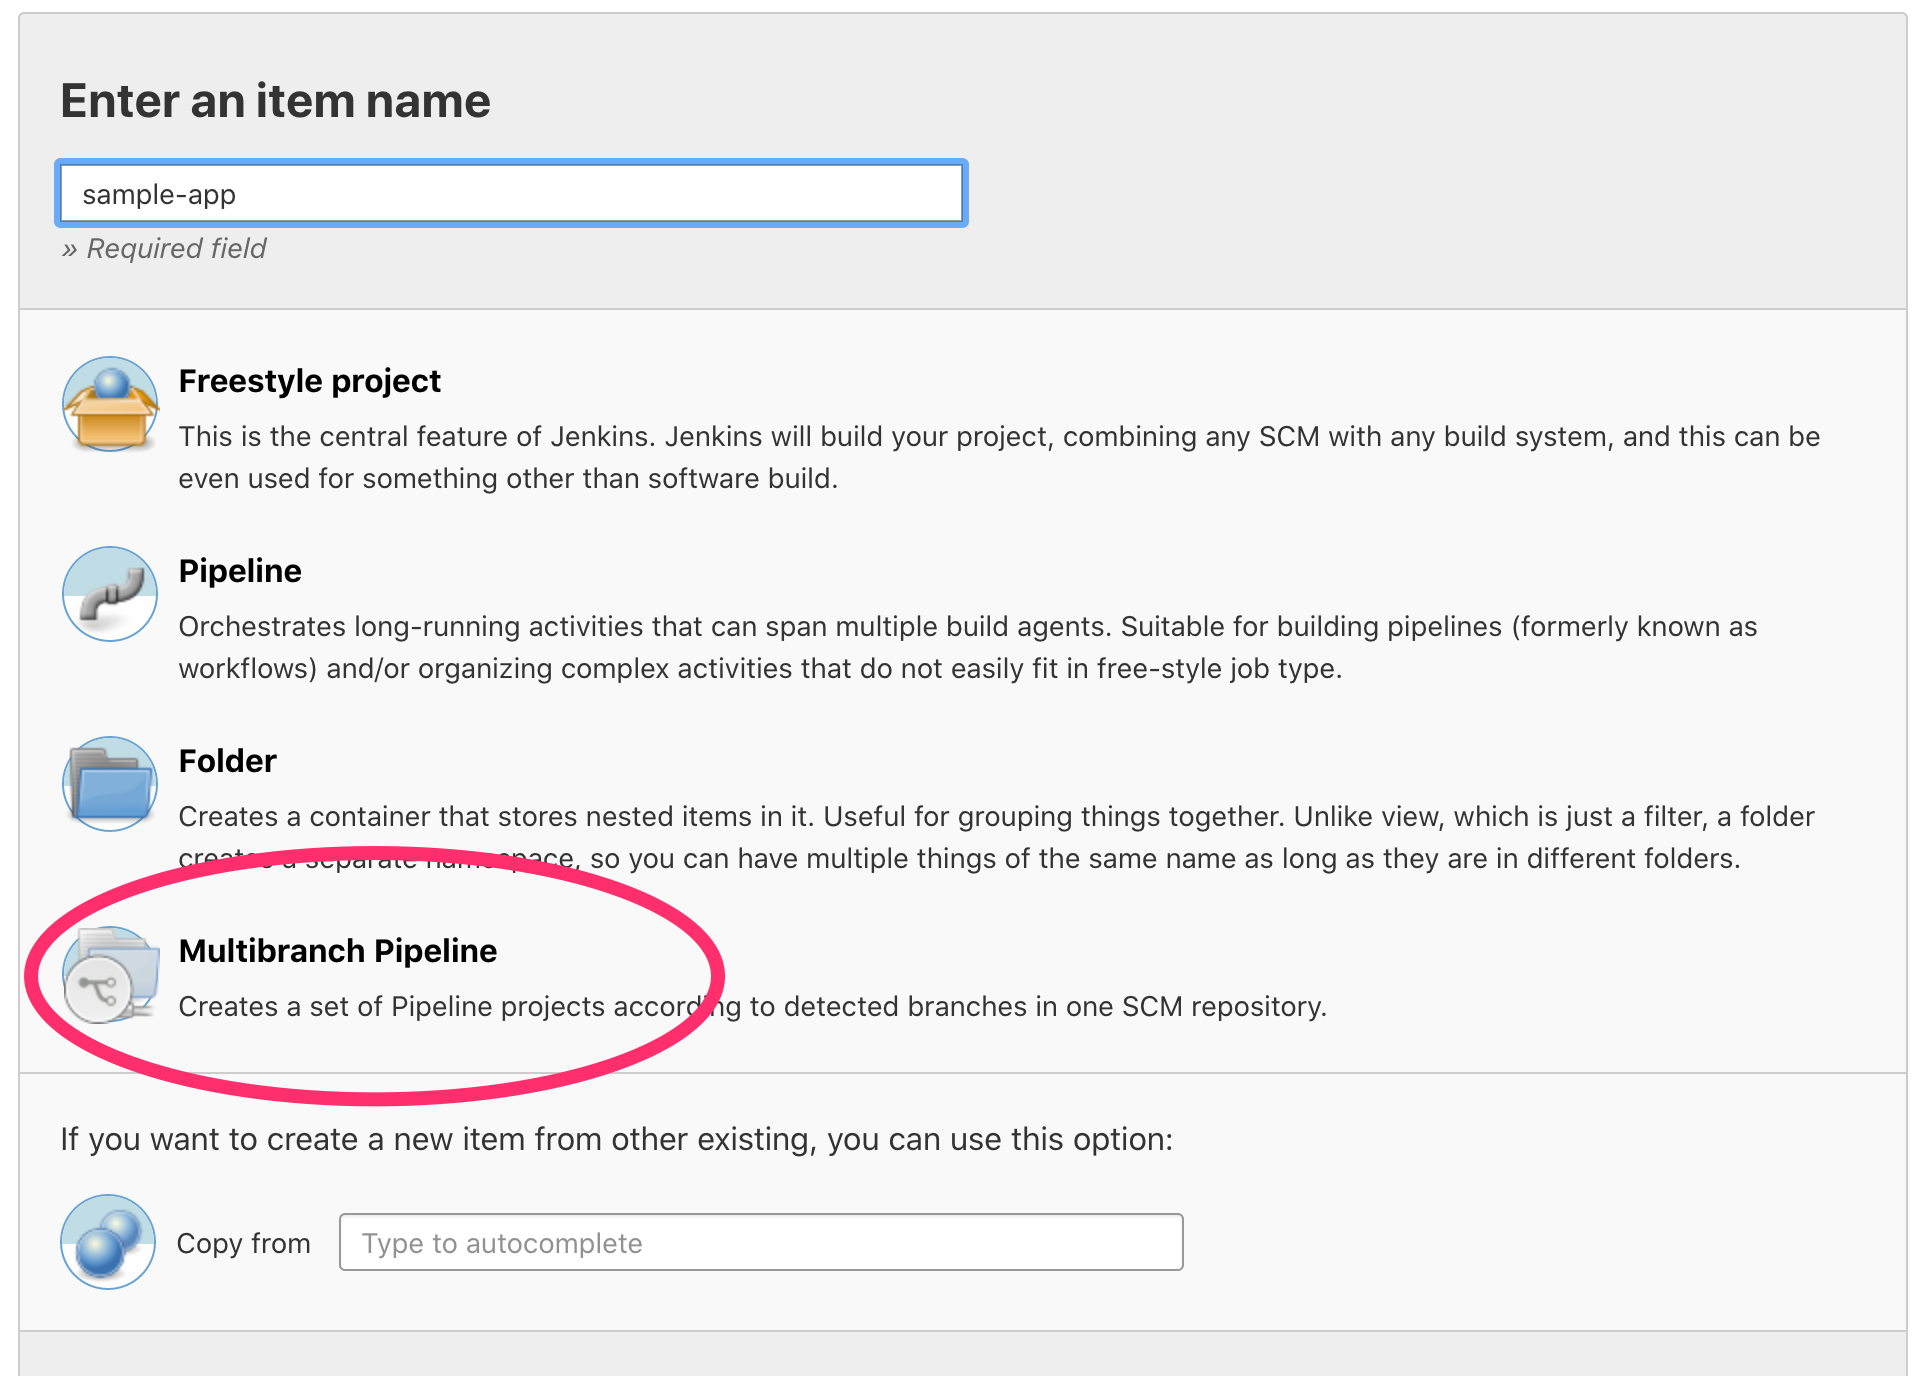 Enter an item name
sample-app
» Required field
Freestyle project
This is the central feature of Jenkins. Jenkins will build your project, combining any SCM with any build system, and this can be
even used for something other than software build.
Pipeline
Orchestrates long-running activities that can span multiple build agents. Suitable for building pipelines (formerly known as
workflows) and/or organizing complex activities that do not easily fit in free-style job type.
Folder
Creates a container that stores nested items in it. Useful for grouping things together. Unlike view, which is just a filter, a folder
creates a separate namespace, so you can have multiple things of the same name as long as they are in different folders.
Multibranch Pipeline
Creates a set of Pipeline projects according to detected branches in one SCM repository.
If you want to create a new item from other existing, you can use this option:
Copy from
Type to autocomplete